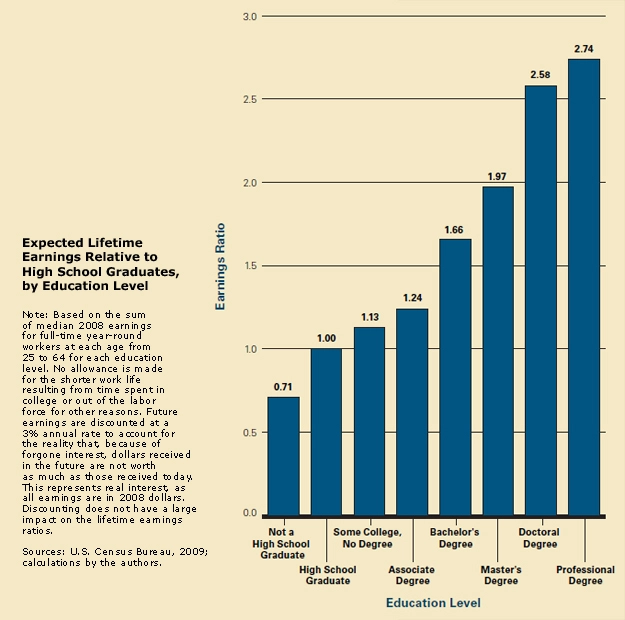 Expected Lifetime
Earnings Relative to
High School Graduates,
by Education Level
Note: Based on the sum
of median 2008 earnings
for full-time year-round
workers at each age from
25 to 64 for each education
level. No allowance is made
for the shorter work life
resulting from time spent in
college or out of the labor
force for other reasons. Future
earnings are discounted at a
3% annual rate to account for
the reality that, because of
forgone interest, dollars received
in the future are not worth
as much as those received today.
This represents real interest, as
all earnings are in 2008 dollars.
Discounting does not have a large
impact on the lifetime earnings
ratios.
Sources: U.S. Census Bureau, 2009;
calculations by the authors.
Earnings Ratio
3.0
2.5
2.0
1.5
1.0
0.5
0.0
0.71
1.00
1.13
1.24
1.66
1.97
2.58
2.74
Not a
High School
Graduate
High School
Graduate
Some College,
No Degree
Associate
Degree
Bachelor's
Degree
Master's
Degree
Doctoral
Degree
Professional
Degree
Education Level